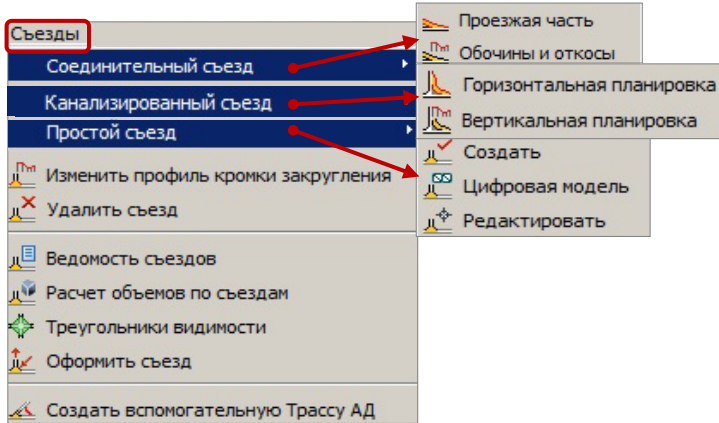 Съезды
Соединительный съезд
Проезжая часть
Обочины и откосы
Канализированный съезд
Горизонтальная планировка
Вертикальная планировка
Простой съезд
Создать
Цифровая модель
Редактировать
Изменить профиль кромки закругления
Удалить съезд
Ведомость съездов
Расчет объемов по съездам
Треугольники видимости
Оформить съезд
Создать вспомогательную Трассу АД